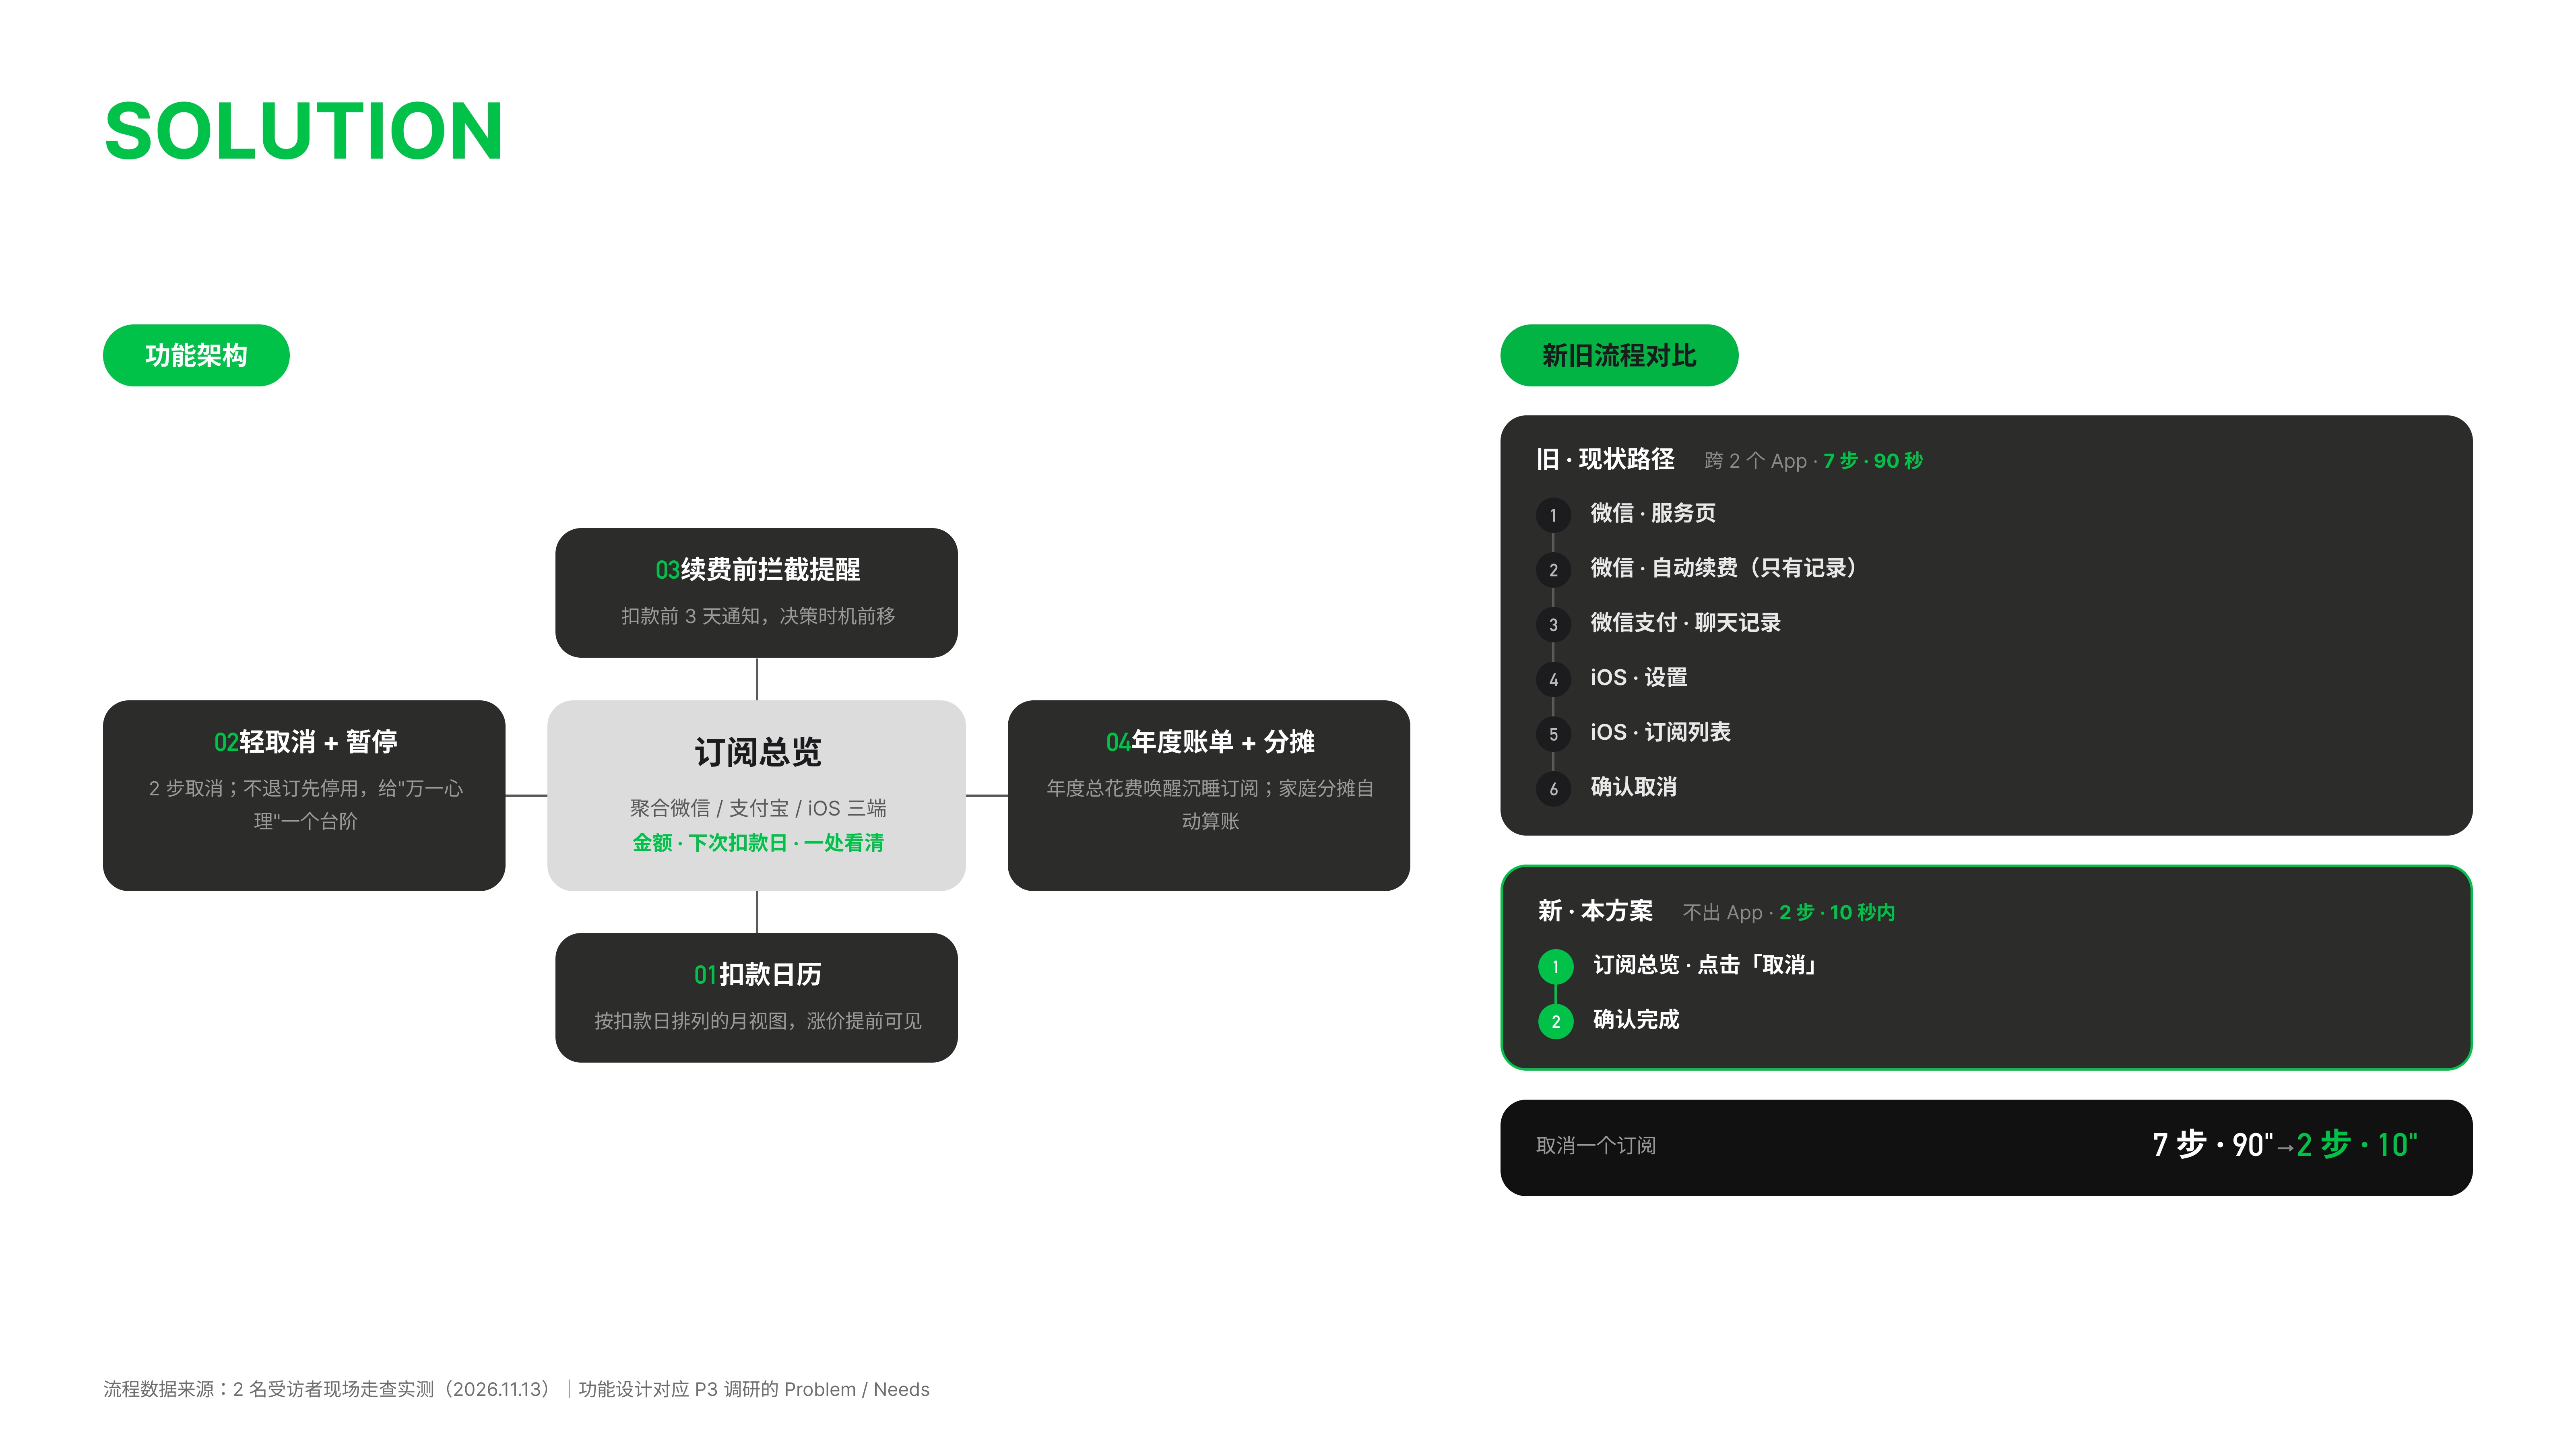 SOLUTION
功能架构
03续费前拦截提醒
扣款前 3 天通知，决策时机前移
02轻取消 + 暂停
2 步取消；不退订先停用，给"万一心
理"一个台阶
订阅总览
聚合微信 / 支付宝 / iOS 三端
金额 · 下次扣款日 · 一处看清
04年度账单 + 分摊
年度总花费唤醒沉睡订阅；家庭分摊自
动算账
01扣款日历
按扣款日排列的月视图，涨价提前可见
新旧流程对比
旧 · 现状路径 跨 2 个 App · 7 步 · 90 秒
1 微信 · 服务页
2 微信 · 自动续费（只有记录）
3 微信支付 · 聊天记录
4 iOS · 设置
5 iOS · 订阅列表
6 确认取消
新 · 本方案 不出 App · 2 步 · 10 秒内
1 订阅总览 · 点击「取消」
2 确认完成
取消一个订阅 7 步 · 90"→2 步 · 10"
流程数据来源：2 名受访者现场走查实测（2026.11.13）｜功能设计对应 P3 调研的 Problem / Needs